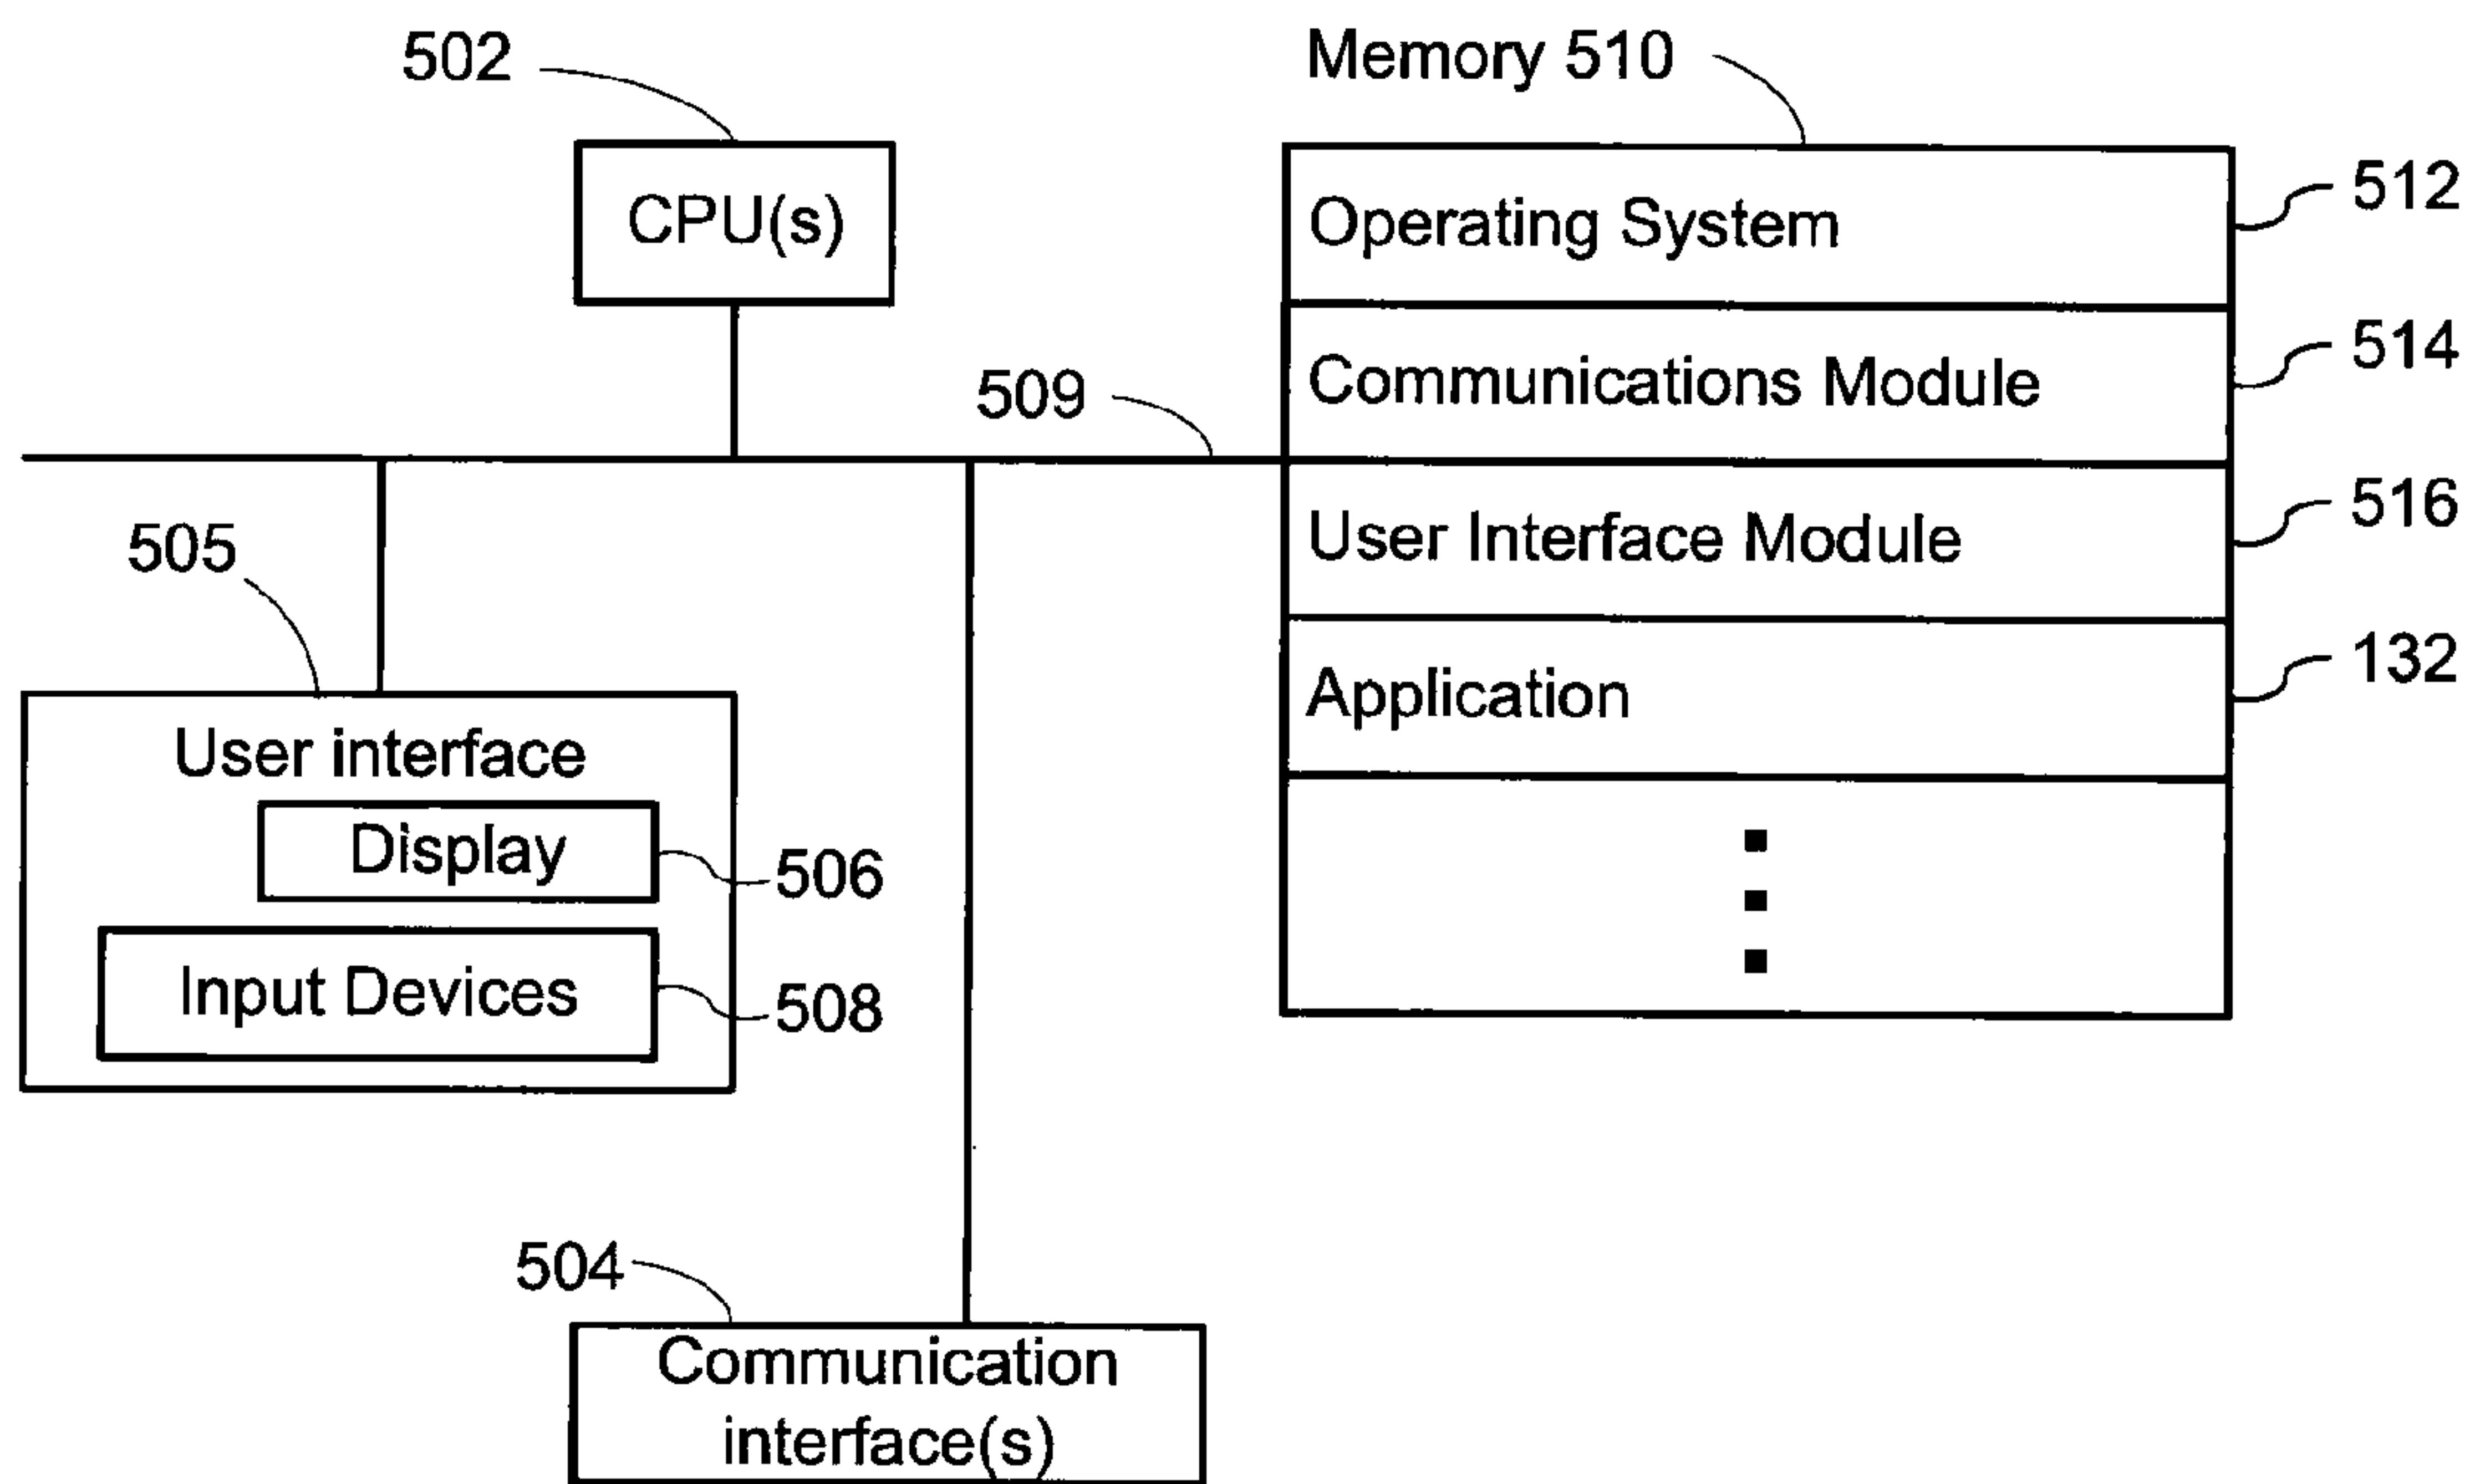 502
Memory 510
CPU(s)
Operating System
512
509
Communications Module
514
User Interface Module
516
505
Application
132
User interface
Display
506
Input Devices
508
504
Communication
interface(s)